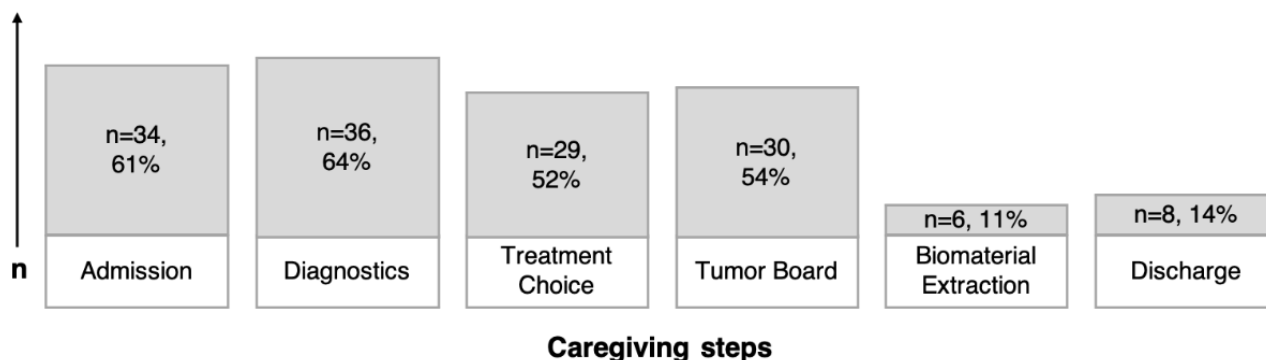 n=34,
61%
n=36,
64%
n=29,
52%
n=30,
54%
n=6, 11%
n=8, 14%
n
Admission
Diagnostics
Treatment
Choice
Tumor Board
Biomaterial
Extraction
Discharge
Caregiving steps